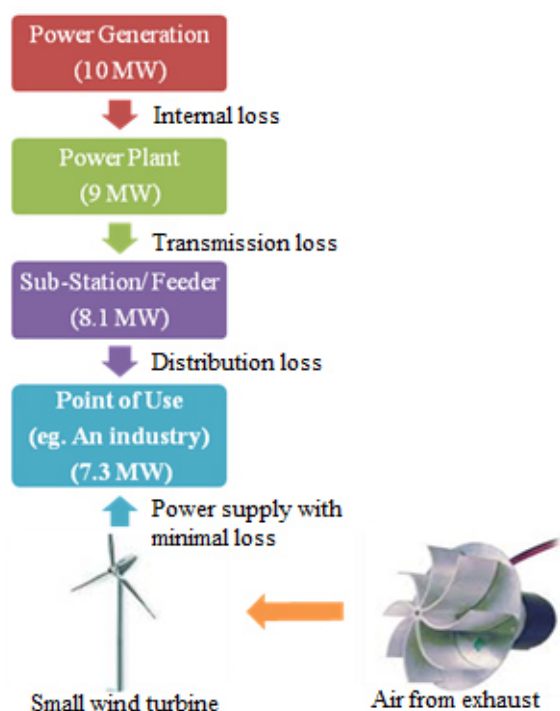 Power Generation
(10 MW)
Internal loss
Power Plant
(9 MW)
Transmission loss
Sub-Station/ Feeder
(8.1 MW)
Distribution loss
Point of Use
(eg. An industry)
(7.3 MW)
Power supply with
minimal loss
Small wind turbine
Air from exhaust